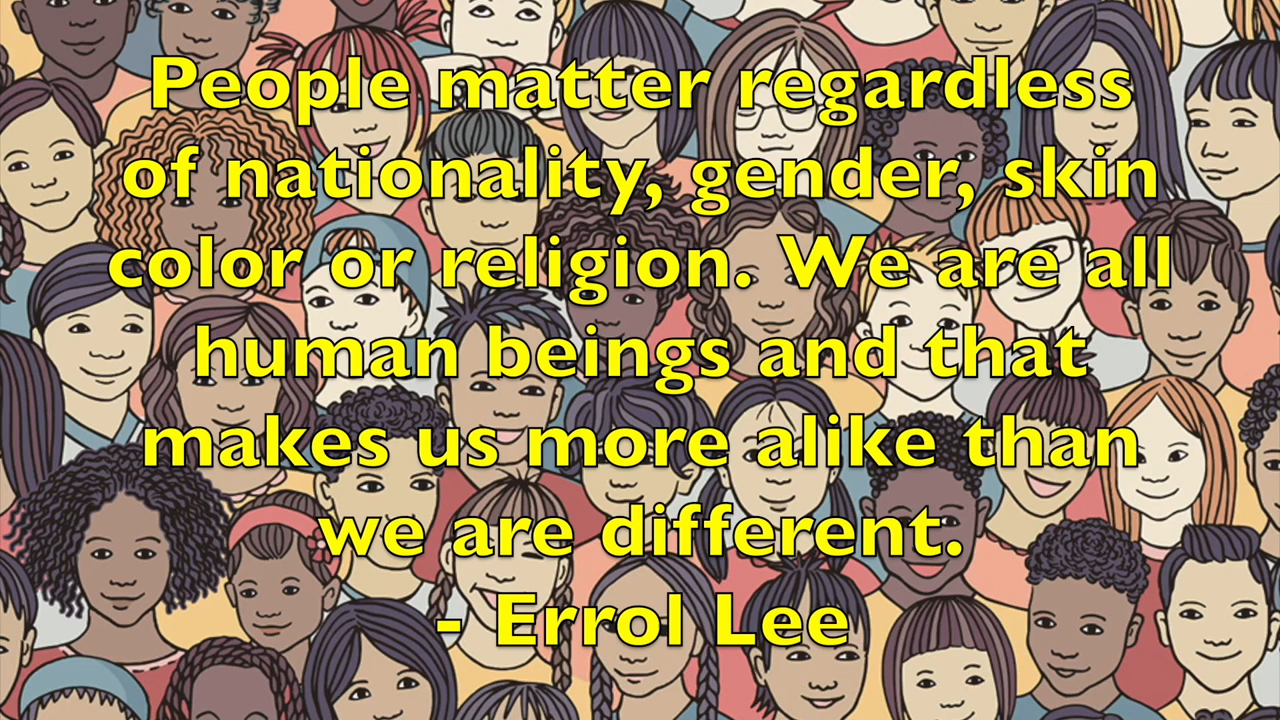 People matter regardless
of nationality, gender, skin
color or religion. We are all
human beings and that
makes us more alike than
we are different.
- Errol Lee